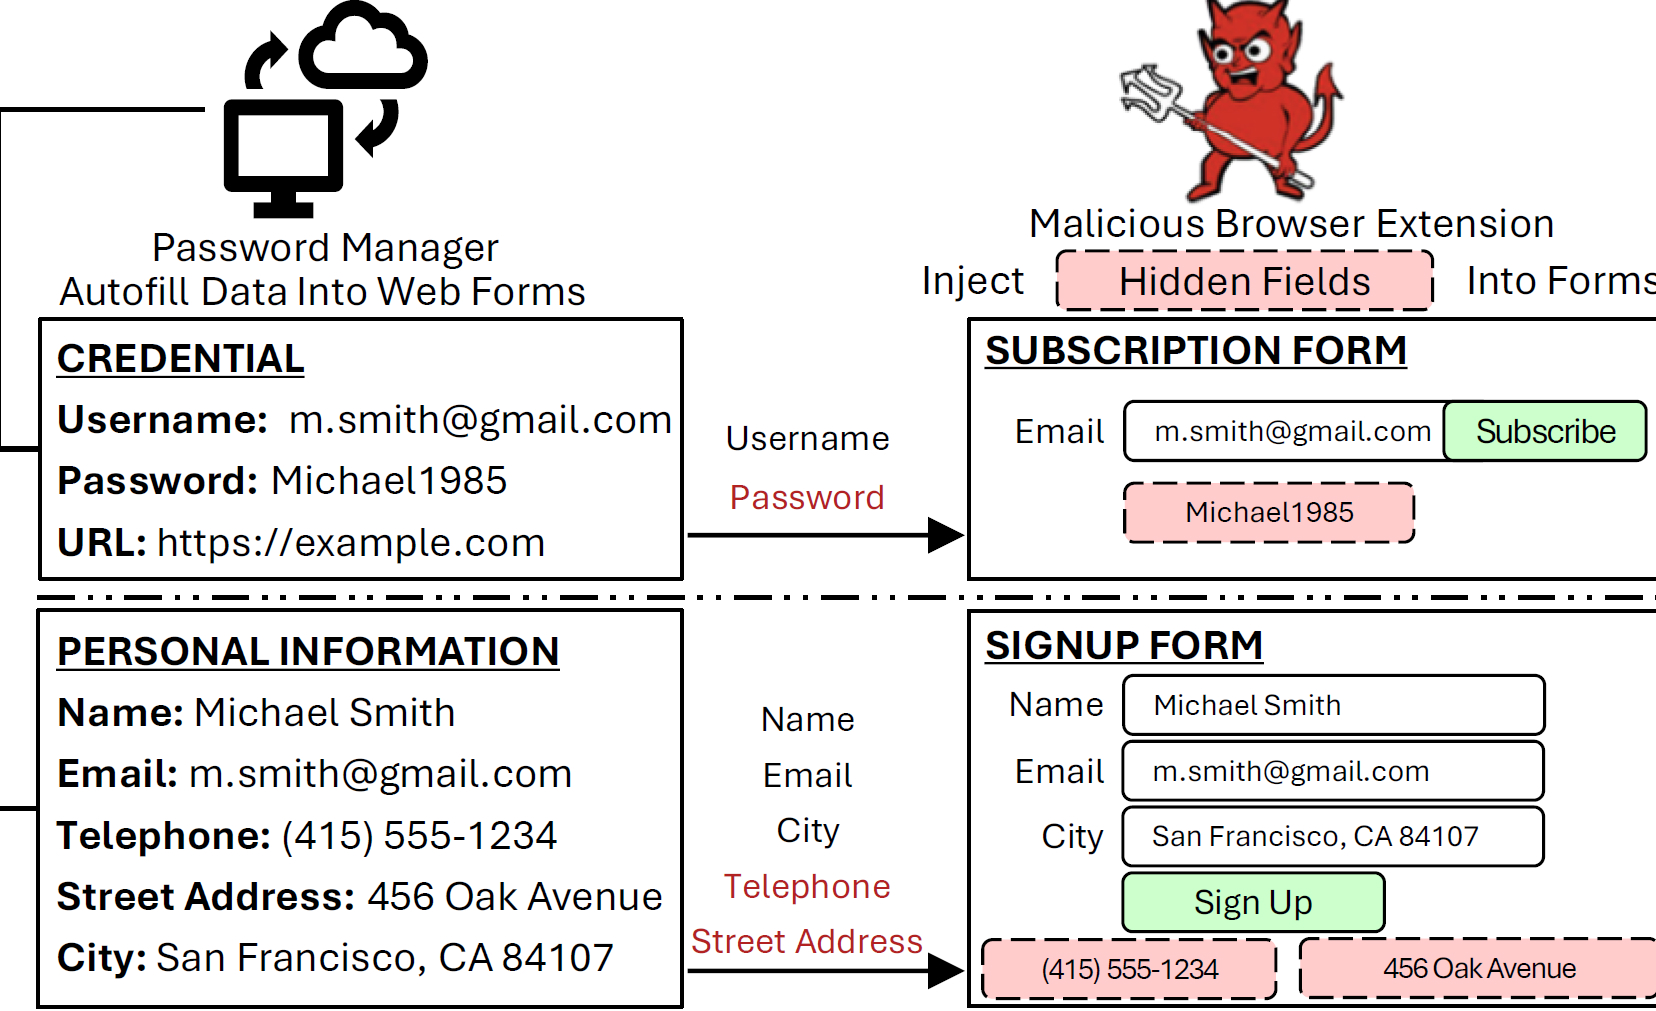 Password Manager
Autofill Data Into Web Forms
CREDENTIAL
Username: m.smith@gmail.com
Password: Michael1985
URL: https://example.com
Username
Password
Malicious Browser Extension
Inject Hidden Fields Into Forms
SUBSCRIPTION FORM
Email m.smith@gmail.com Subscribe
Michael1985
PERSONAL INFORMATION
Name: Michael Smith
Email: m.smith@gmail.com
Telephone: (415) 555-1234
Street Address: 456 Oak Avenue
City: San Francisco, CA 84107
Name
Email
City
Telephone
Street Address
SIGNUP FORM
Name Michael Smith
Email m.smith@gmail.com
City San Francisco, CA 84107
Sign Up
(415) 555-1234 456 Oak Avenue